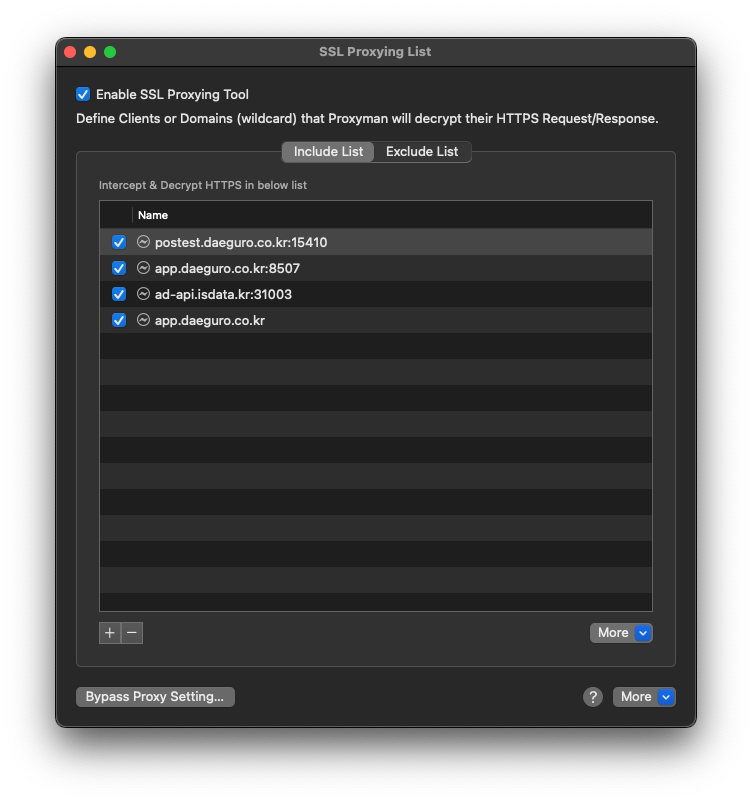 SSL Proxying List
Enable SSL Proxying Tool
Define Clients or Domains (wildcard) that Proxyman will decrypt their HTTPS Request/Response.
Include List
Exclude List
Intercept & Decrypt HTTPS in below list
Name
postest.daeguro.co.kr:15410
app.daeguro.co.kr:8507
ad-api.isdata.kr:31003
app.daeguro.co.kr
+ −
More
Bypass Proxy Setting...
?
More